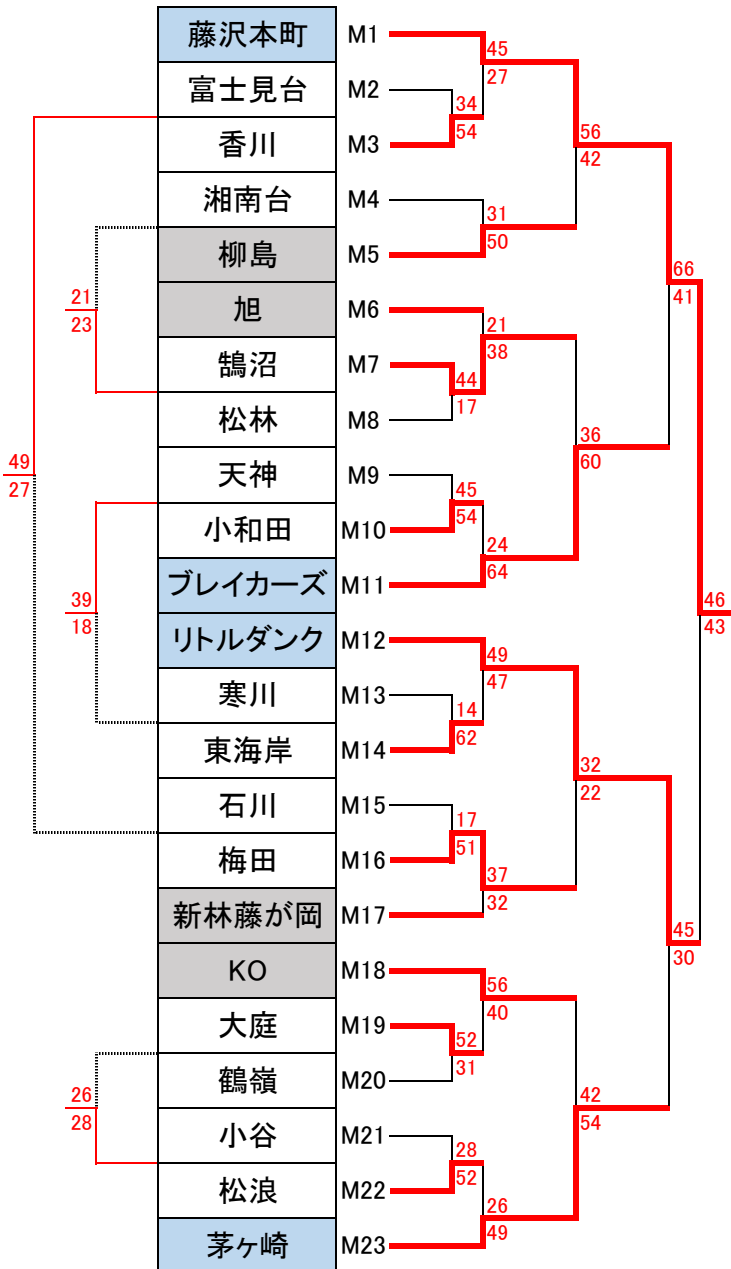 藤沢本町 M1
富士見台 M2
香川 M3
湘南台 M4
柳島 M5
旭 M6
鵠沼 M7
松林 M8
天神 M9
小和田 M10
ブレイカーズ M11
リトルダンク M12
寒川 M13
東海岸 M14
石川 M15
梅田 M16
新林藤が岡 M17
KO M18
大庭 M19
鶴嶺 M20
小谷 M21
松浪 M22
茅ヶ崎 M23
49
27
21
23
39
18
26
28
34
54
44
17
45
54
14
62
17
51
52
31
28
52
45
27
31
50
21
38
24
64
49
47
37
32
56
40
26
49
56
42
36
60
32
22
42
54
66
41
45
30
46
43